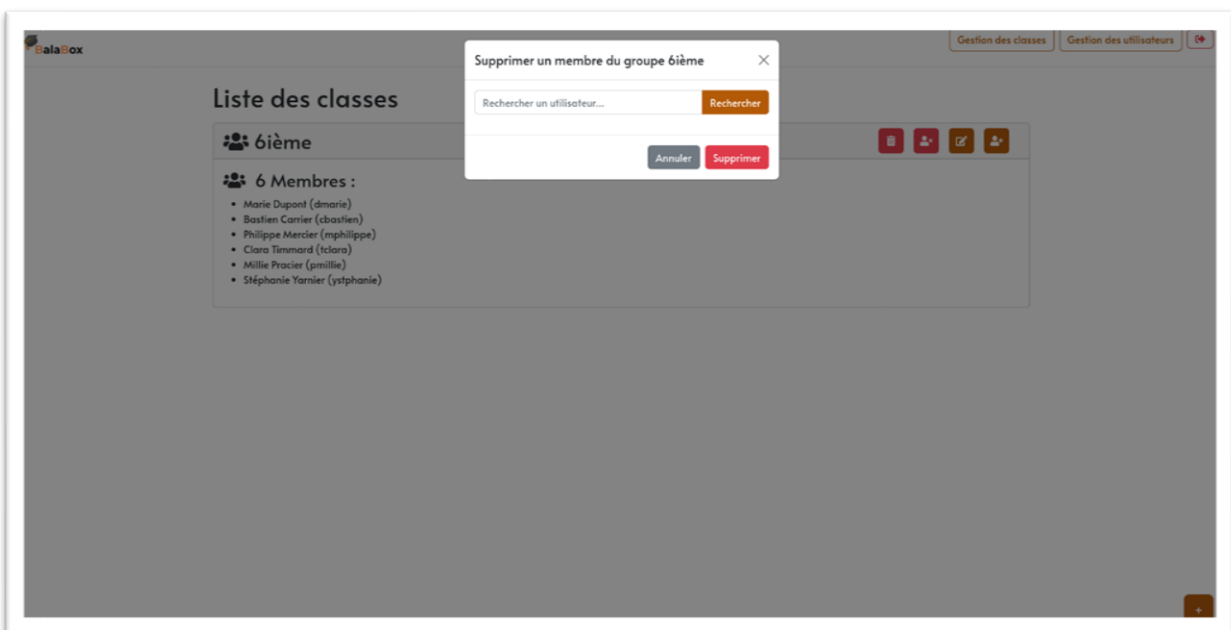 BalaBox
Gestion des classes
Gestion des utilisateurs
Supprimer un membre du groupe 6ième
Rechercher un utilisateur...
Rechercher
Annuler
Supprimer
Liste des classes
6ième
6 Membres :
Marie Dupont (dmarie)
Bastien Carrier (cbastien)
Philippe Mercier (mphilippe)
Clara Timmard (tclara)
Millie Pracier (pmillie)
Stéphanie Yarnier (ystphanie)
+